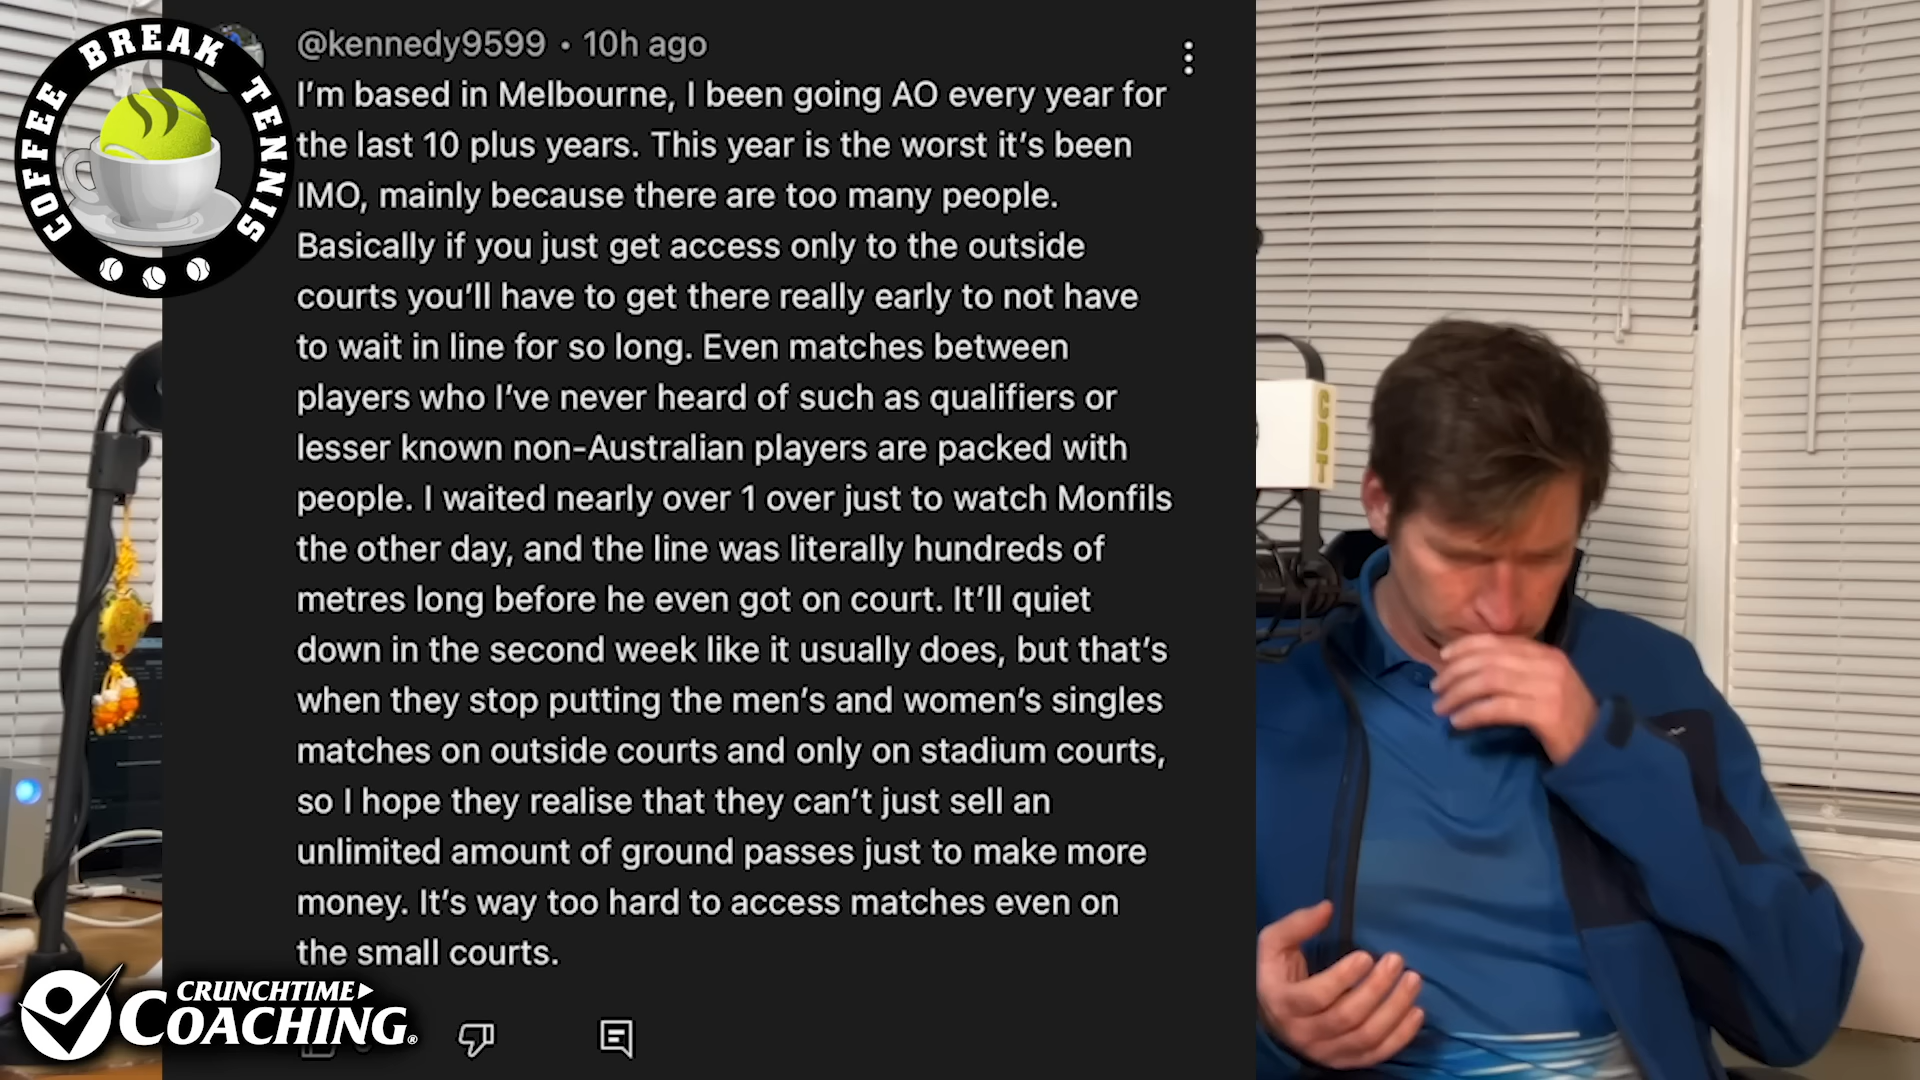 COFFEE BREAK TENNIS
@kennedy9599 • 10h ago
I'm based in Melbourne, I been going AO every year for
the last 10 plus years. This year is the worst it's been
IMO, mainly because there are too many people.
Basically if you just get access only to the outside
courts you'll have to get there really early to not have
to wait in line for so long. Even matches between
players who I've never heard of such as qualifiers or
lesser known non-Australian players are packed with
people. I waited nearly over 1 over just to watch Monfils
the other day, and the line was literally hundreds of
metres long before he even got on court. It'll quiet
down in the second week like it usually does, but that's
when they stop putting the men's and women's singles
matches on outside courts and only on stadium courts,
so I hope they realise that they can't just sell an
unlimited amount of ground passes just to make more
money. It's way too hard to access matches even on
the small courts.
CBT
CRUNCHTIME
COACHING®